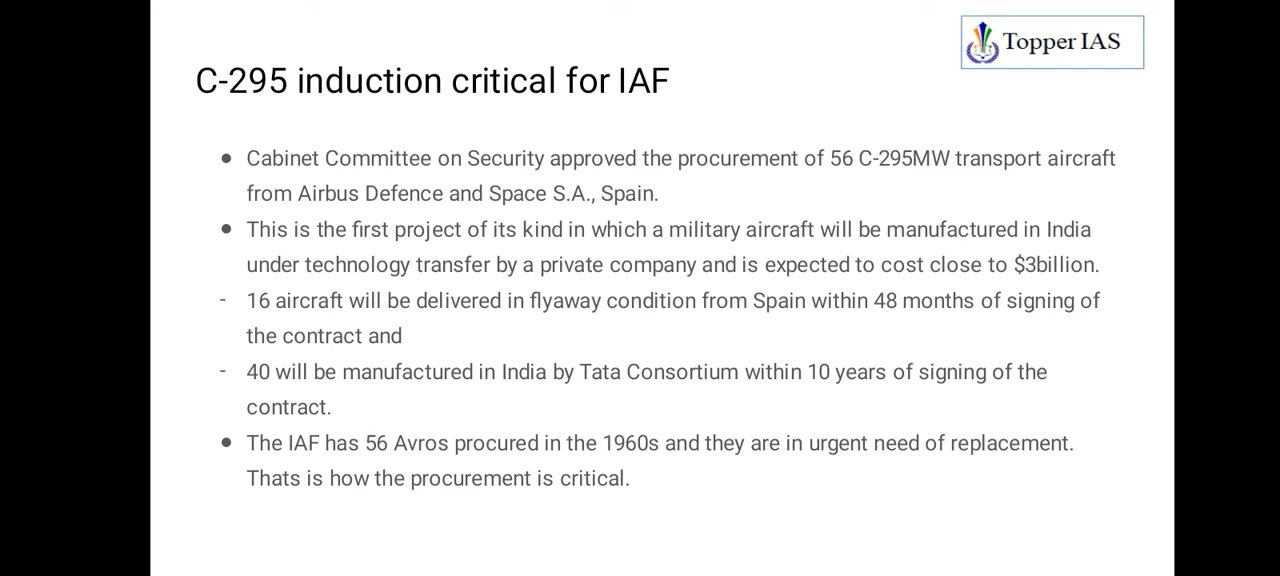 Topper IAS
C-295 induction critical for IAF
● Cabinet Committee on Security approved the procurement of 56 C-295MW transport aircraft
from Airbus Defence and Space S.A., Spain.
● This is the first project of its kind in which a military aircraft will be manufactured in India
under technology transfer by a private company and is expected to cost close to $3billion.
- 16 aircraft will be delivered in flyaway condition from Spain within 48 months of signing of
the contract and
- 40 will be manufactured in India by Tata Consortium within 10 years of signing of the
contract.
● The IAF has 56 Avros procured in the 1960s and they are in urgent need of replacement.
Thats is how the procurement is critical.